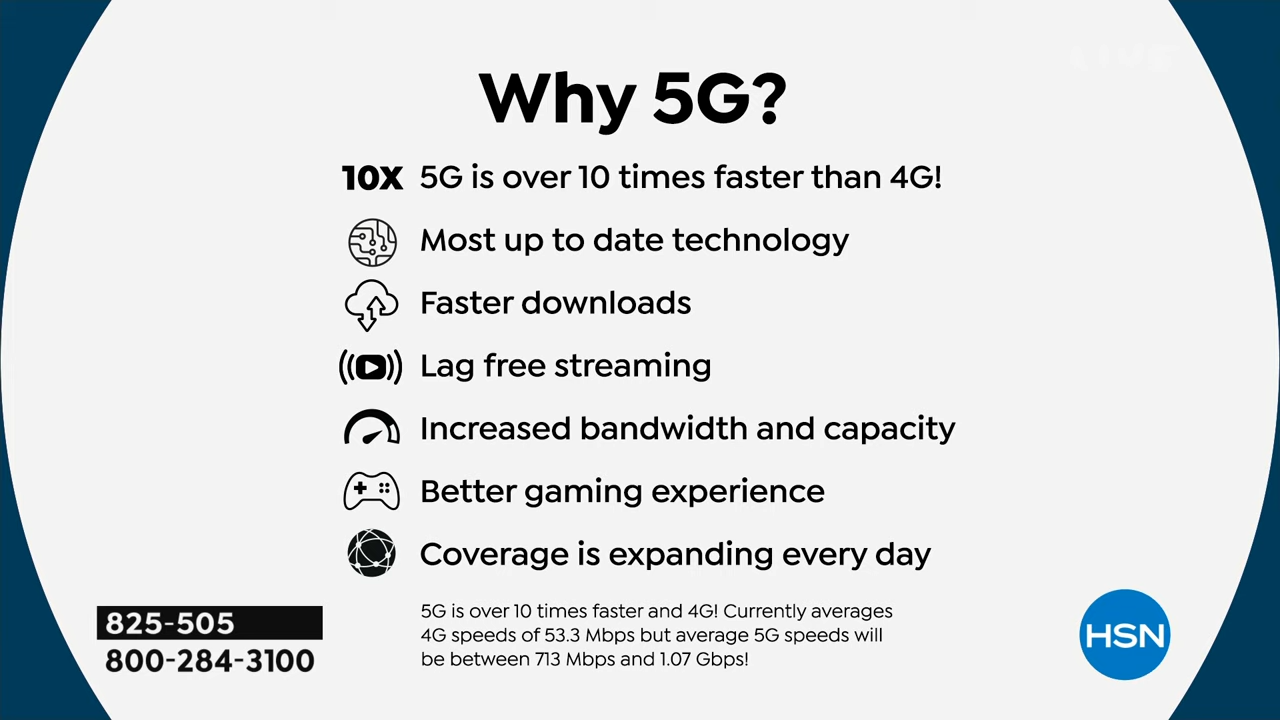 LIVE
Why 5G?
10X 5G is over 10 times faster than 4G!
Most up to date technology
Faster downloads
Lag free streaming
Increased bandwidth and capacity
Better gaming experience
Coverage is expanding every day
5G is over 10 times faster and 4G! Currently averages
4G speeds of 53.3 Mbps but average 5G speeds will
be between 713 Mbps and 1.07 Gbps!
825-505
800-284-3100
HSN